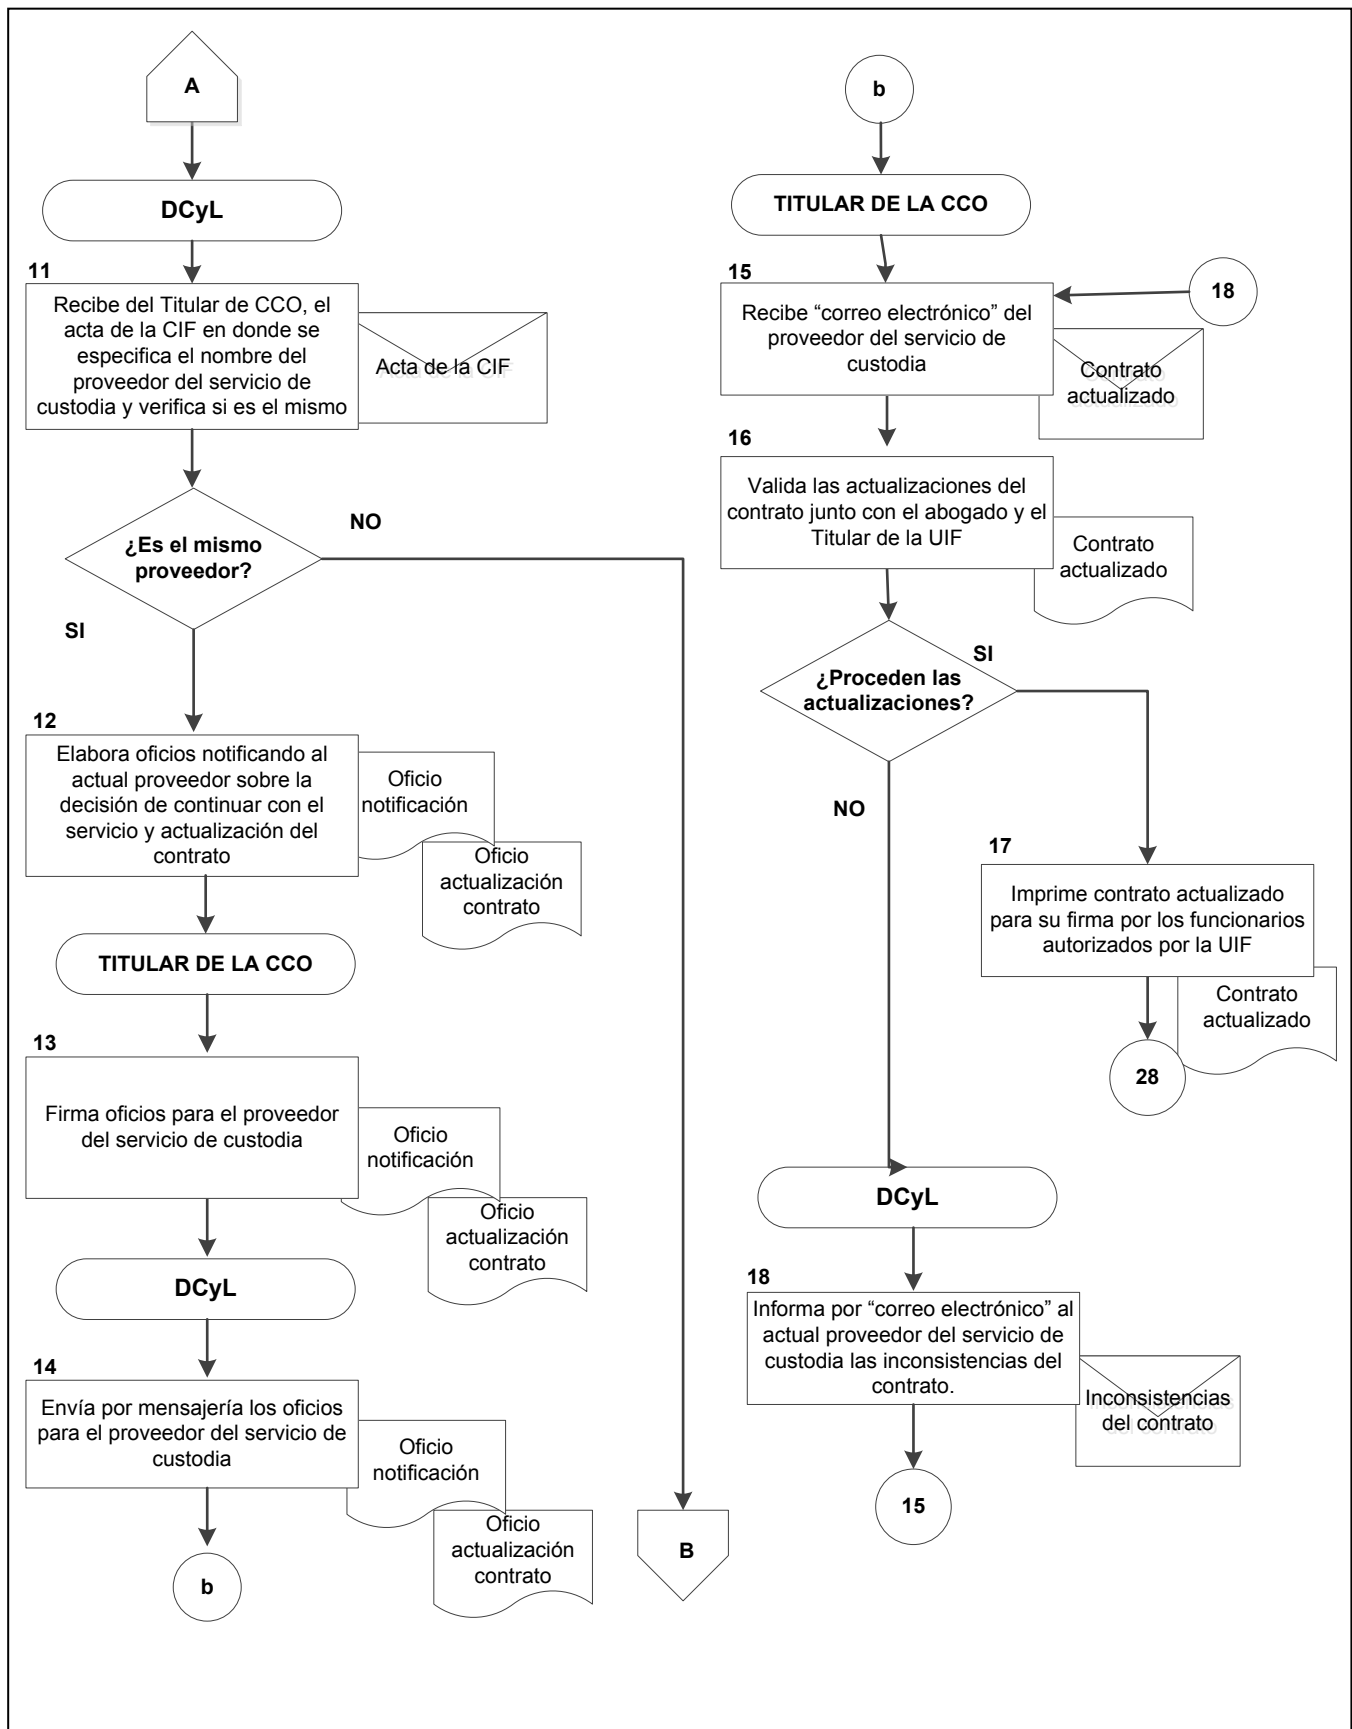 A
DCyL
11
Recibe del Titular de CCO, el
acta de la CIF en donde se
especifica el nombre del
proveedor del servicio de
custodia y verifica si es el mismo
Acta de la CIF
¿Es el mismo
proveedor?
NO
SI
12
Elabora oficios notificando al
actual proveedor sobre la
decisión de continuar con el
servicio y actualización del
contrato
Oficio
notificación
Oficio
actualización
contrato
TITULAR DE LA CCO
13
Firma oficios para el proveedor
del servicio de custodia
Oficio
notificación
Oficio
actualización
contrato
DCyL
14
Envía por mensajería los oficios
para el proveedor del servicio de
custodia
Oficio
notificación
Oficio
actualización
contrato
b
B
b
TITULAR DE LA CCO
15
18
Recibe “correo electrónico” del
proveedor del servicio de
custodia
Contrato
actualizado
16
Valida las actualizaciones del
contrato junto con el abogado y el
Titular de la UIF
Contrato
actualizado
¿Proceden las
actualizaciones?
SI
NO
17
Imprime contrato actualizado
para su firma por los funcionarios
autorizados por la UIF
Contrato
actualizado
28
DCyL
18
Informa por “correo electrónico” al
actual proveedor del servicio de
custodia las inconsistencias del
contrato.
Inconsistencias
del contrato
15